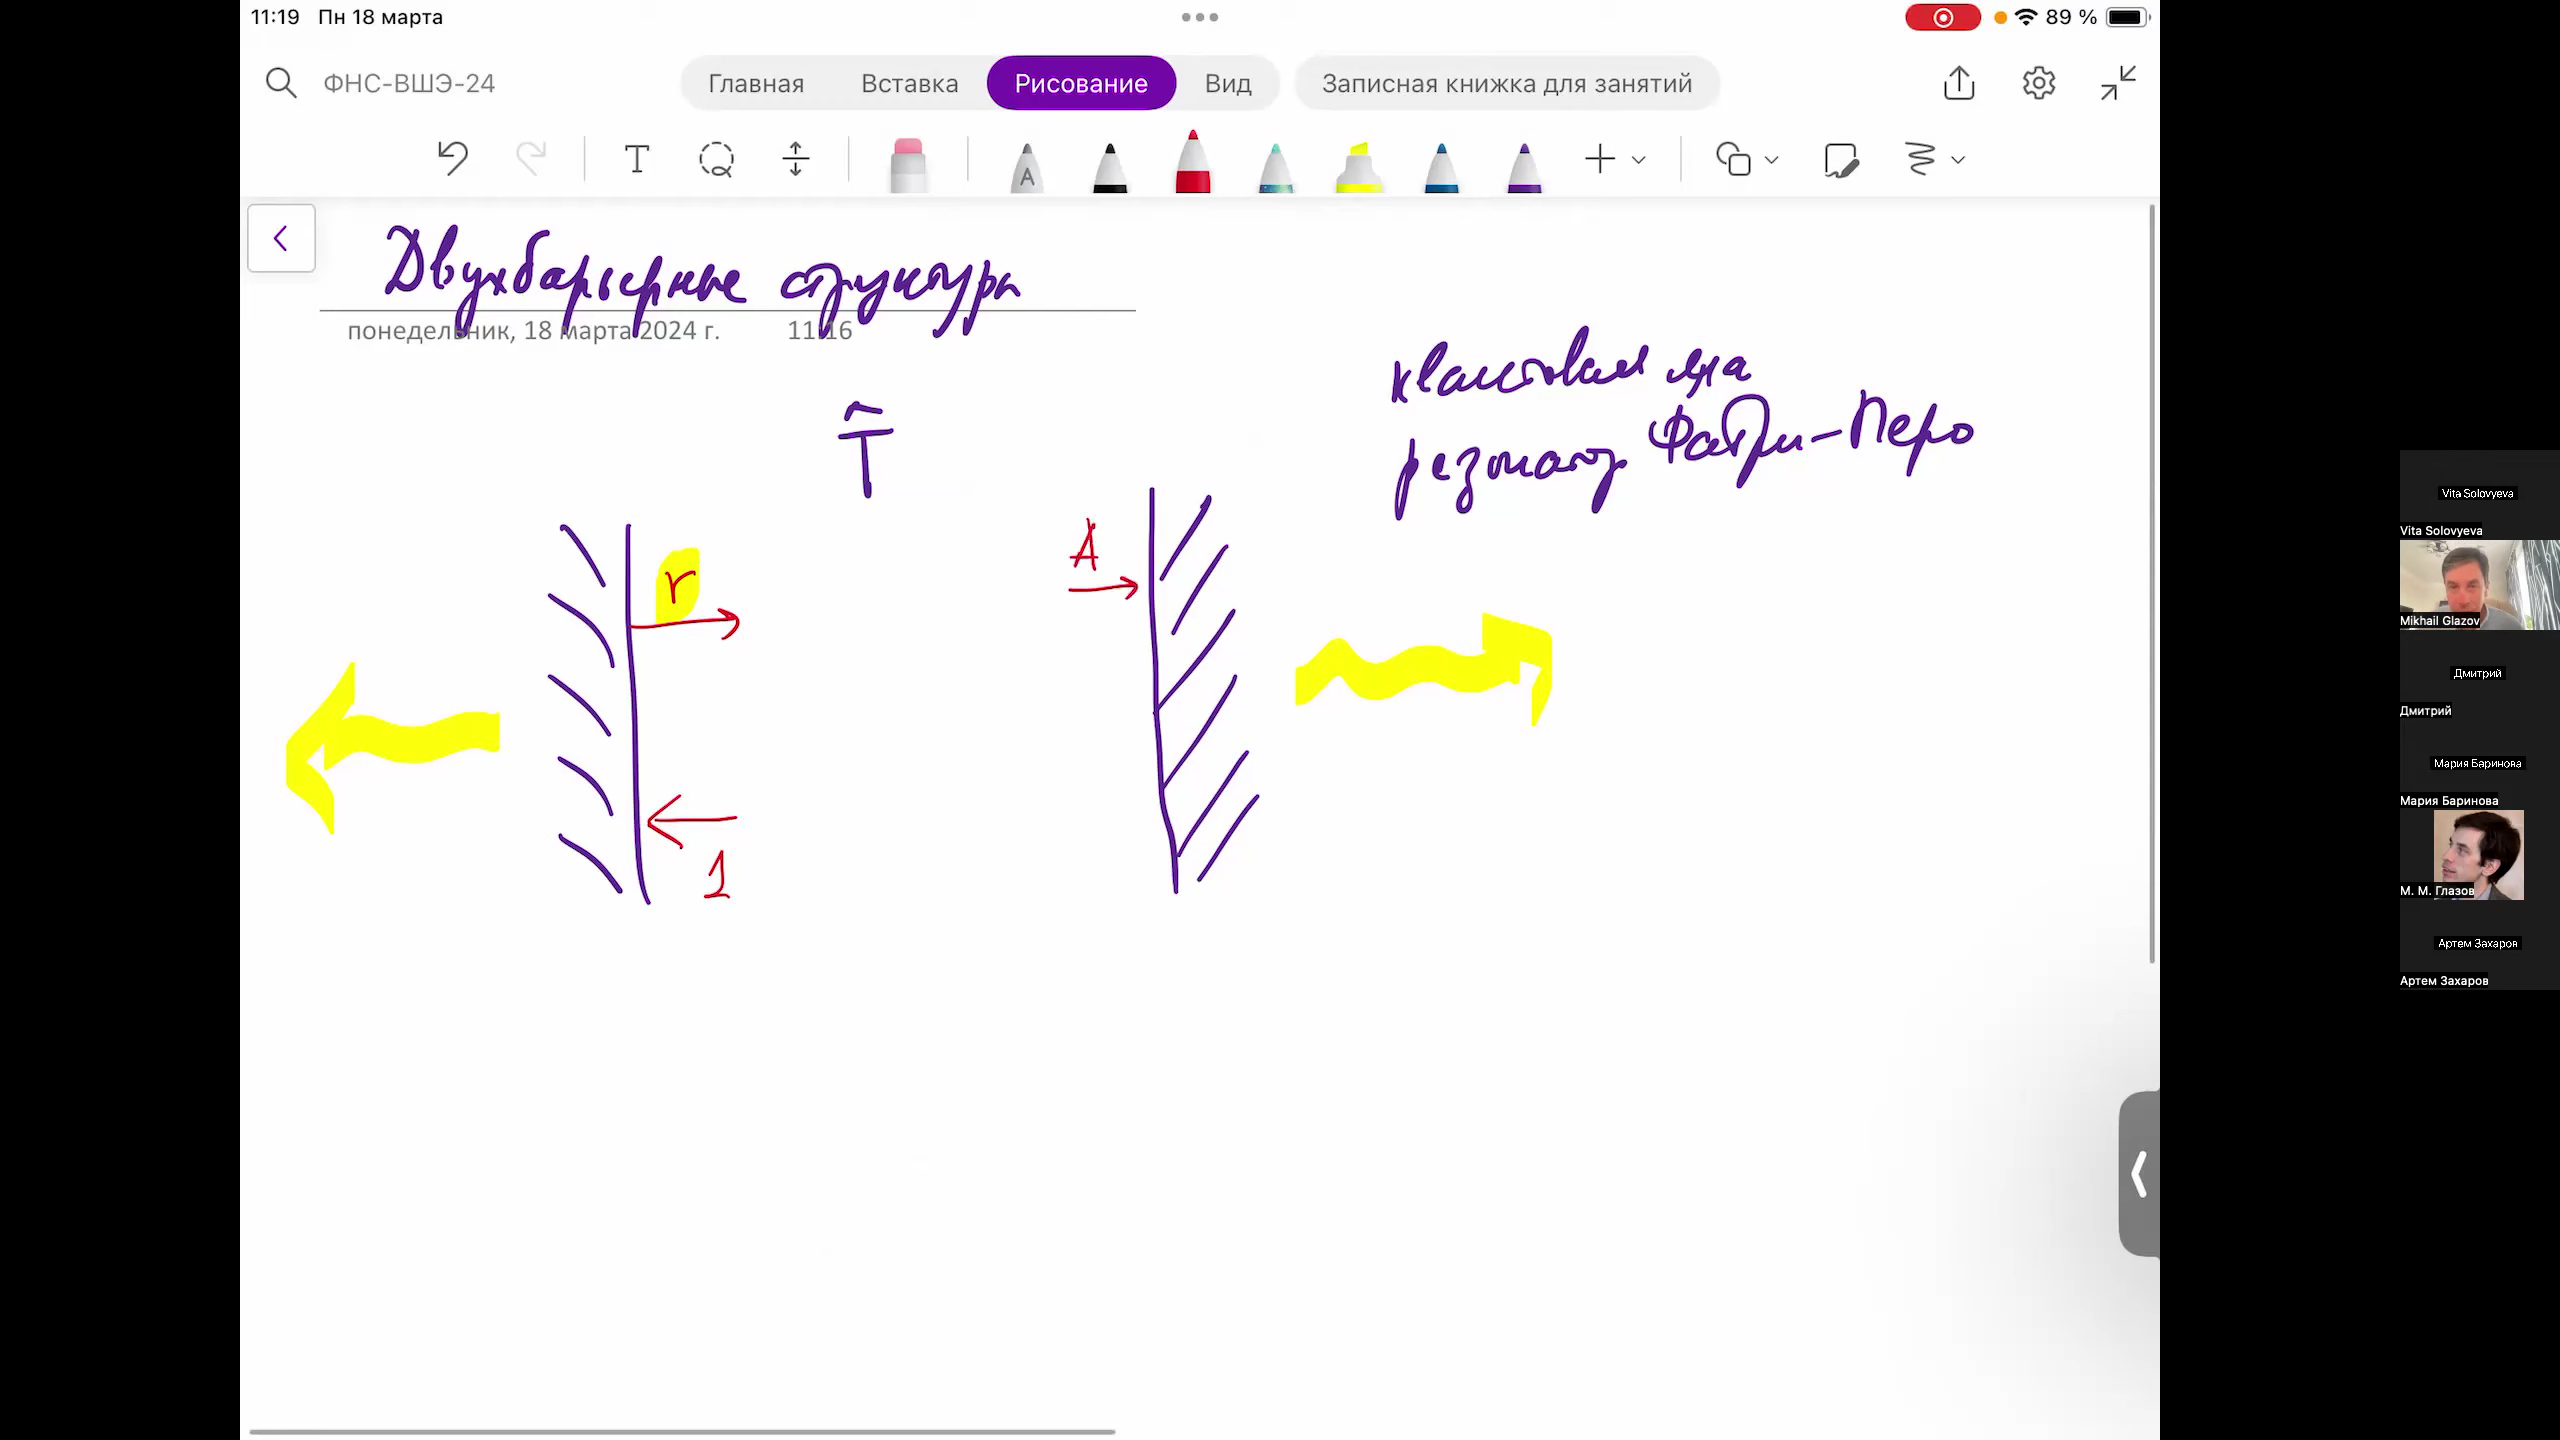 11:19 Пн 18 марта
89 %
ФНС-ВШЭ-24
Главная Вставка Рисование Вид Записная книжка для занятий
T
A
Двухбарьерные структуры
понедельник, 18 марта 2024 г. 11:16
квантовая яма
резонатор Фабри-Перо
T̂
r
A
1
Vita Solovyeva
Vita Solovyeva
Mikhail Glazov
Дмитрий
Дмитрий
Мария Баринова
Мария Баринова
М. М. Глазов
Артем Захаров
Артем Захаров